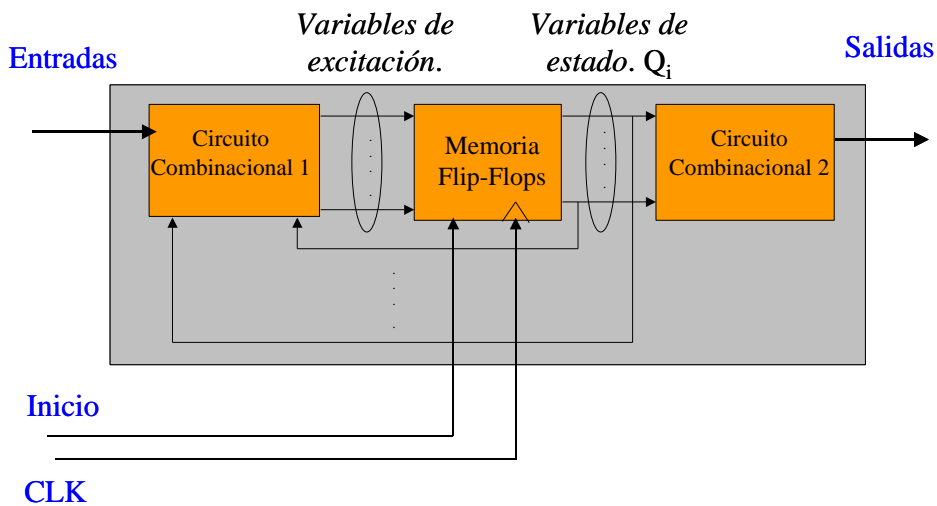 Variables de
excitación.
Variables de
estado. Qi
Entradas
Salidas
Circuito
Combinacional 1
Memoria
Flip-Flops
Circuito
Combinacional 2
Inicio
CLK